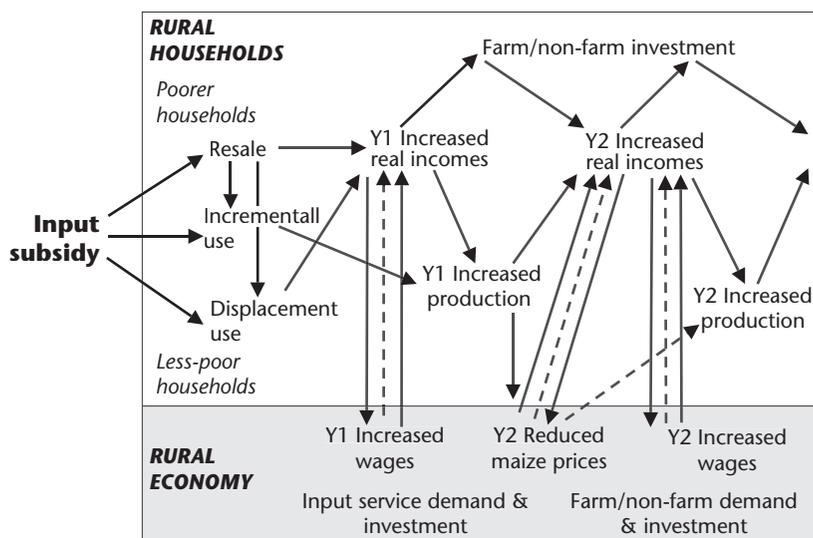 RURAL
HOUSEHOLDS
Farm/non-farm investment
Poorer
households
Resale
Y1 Increased
real incomes
Y2 Increased
real incomes
Input
subsidy
Incrementall
use
Y1 Increased
production
Displacement
use
Y2 Increased
production
Less-poor
households
RURAL
ECONOMY
Y1 Increased
wages
Y2 Reduced
maize prices
Y2 Increased
wages
Input service demand &
investment
Farm/non-farm demand
& investment